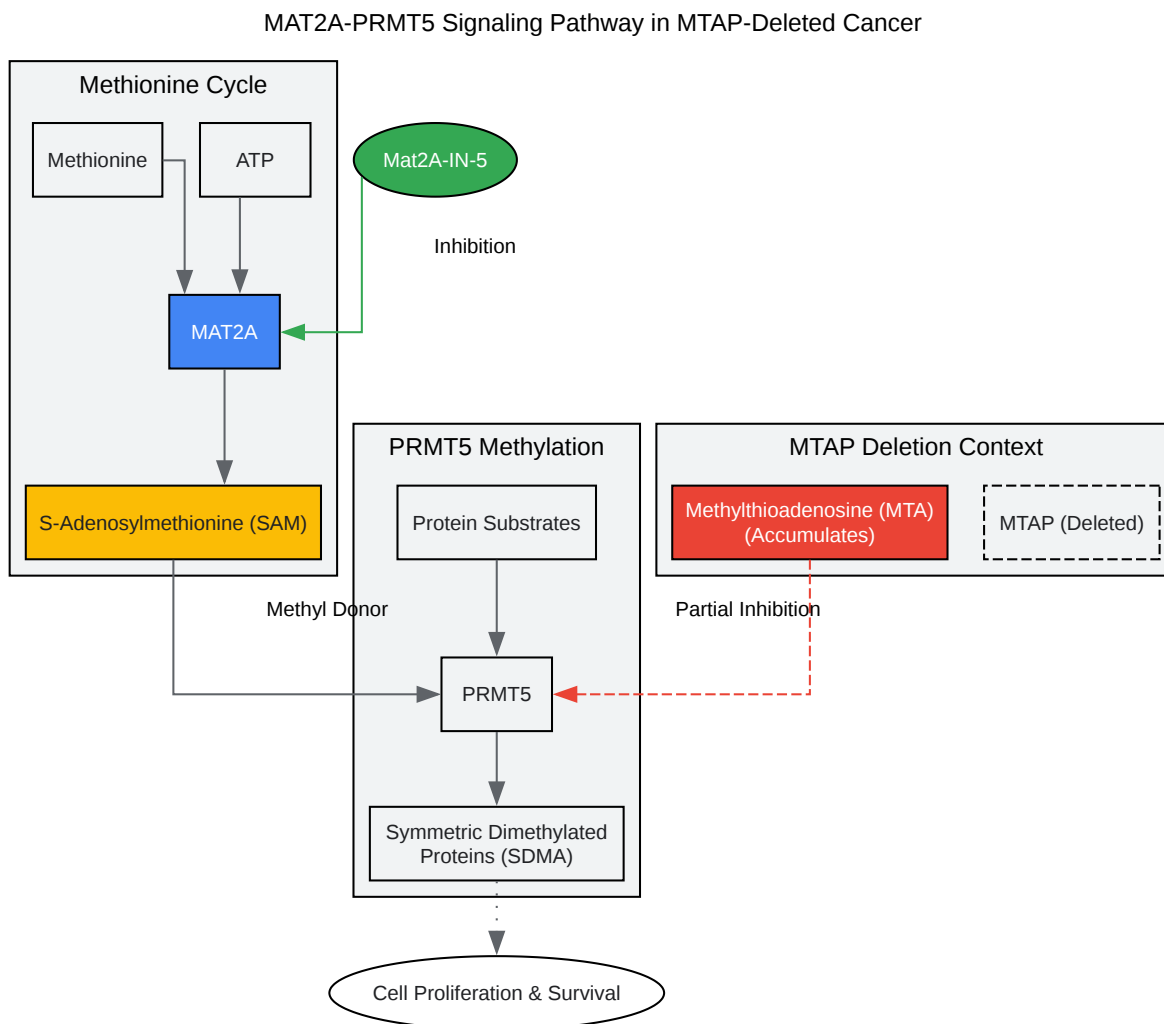 MAT2A-PRMT5 Signaling Pathway in MTAP-Deleted Cancer
Methionine Cycle
Methionine
ATP
Mat2A-IN-5
Inhibition
MAT2A
PRMT5 Methylation
MTAP Deletion Context
S-Adenosylmethionine (SAM)
Protein Substrates
Methylthioadenosine (MTA)
(Accumulates)
MTAP (Deleted)
Methyl Donor
Partial Inhibition
PRMT5
Symmetric Dimethylated
Proteins (SDMA)
Cell Proliferation & Survival